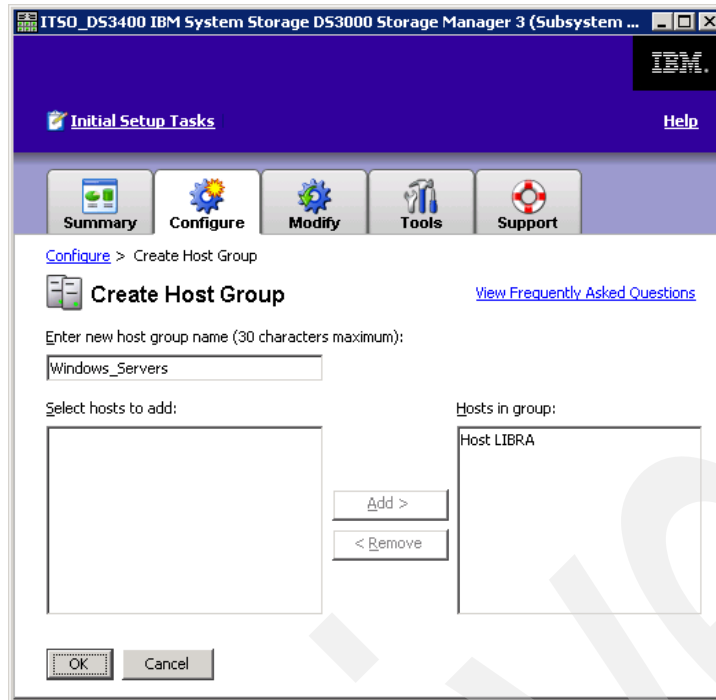 ITSO_DS3400 IBM System Storage DS3000 Storage Manager 3 (Subsystem ...
IBM.
Initial Setup Tasks
Help
Summary
Configure
Modify
Tools
Support
Configure > Create Host Group
Create Host Group
View Frequently Asked Questions
Enter new host group name (30 characters maximum):
Windows_Servers
Select hosts to add:
Hosts in group:
Host LIBRA
Add >
< Remove
OK
Cancel